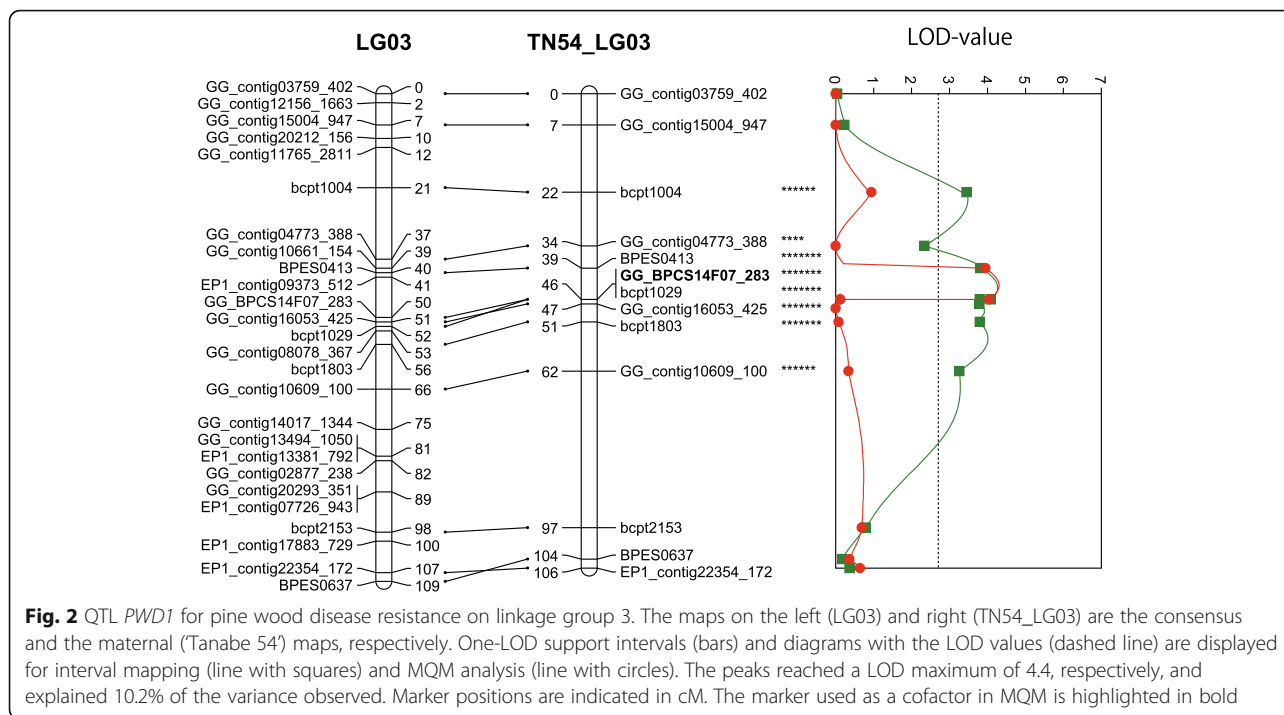 LG03 TN54_LG03 LOD-value
0 1 2 3 4 5 6 7
GG_contig03759_402 0 0 GG_contig03759_402
GG_contig12156_1663 2
GG_contig15004_947 7 7 GG_contig15004_947
GG_contig20212_156 10
GG_contig11765_2811 12
bcpt1004 21 22 bcpt1004 ******
GG_contig04773_388 37 34 GG_contig04773_388 ****
GG_contig10661_154 39 39 BPES0413 *******
BPES0413 40 GG_BPCS14F07_283 *******
EP1_contig09373_512 41 46 bcpt1029 *******
GG_BPCS14F07_283 50 47 GG_contig16053_425 *******
GG_contig16053_425 51 51 bcpt1803 *******
bcpt1029 52
GG_contig08078_367 53
bcpt1803 56
GG_contig10609_100 66 62 GG_contig10609_100 ******
GG_contig14017_1344 75
GG_contig13494_1050 81
EP1_contig13381_792
GG_contig02877_238 82
GG_contig20293_351 89
EP1_contig07726_943
bcpt2153 98 97 bcpt2153
EP1_contig17883_729 100
104 BPES0637
EP1_contig22354_172 107 106 EP1_contig22354_172
BPES0637 109
Fig. 2 QTL PWD1 for pine wood disease resistance on linkage group 3. The maps on the left (LG03) and right (TN54_LG03) are the consensus
and the maternal (‘Tanabe 54’) maps, respectively. One-LOD support intervals (bars) and diagrams with the LOD values (dashed line) are displayed
for interval mapping (line with squares) and MQM analysis (line with circles). The peaks reached a LOD maximum of 4.4, respectively, and
explained 10.2% of the variance observed. Marker positions are indicated in cM. The marker used as a cofactor in MQM is highlighted in bold